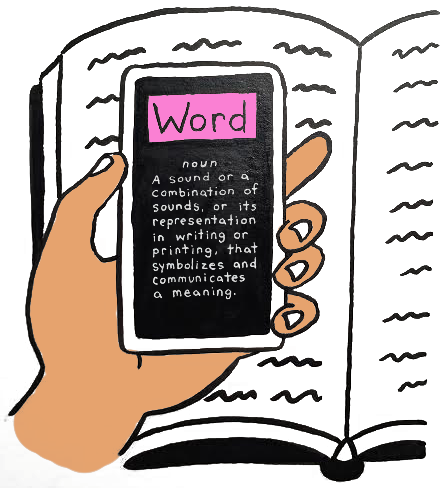 Word
noun
A sound or a
combination of
sounds, or its
representation
in writing or
printing, that
symbolizes and
communicates
a meaning.